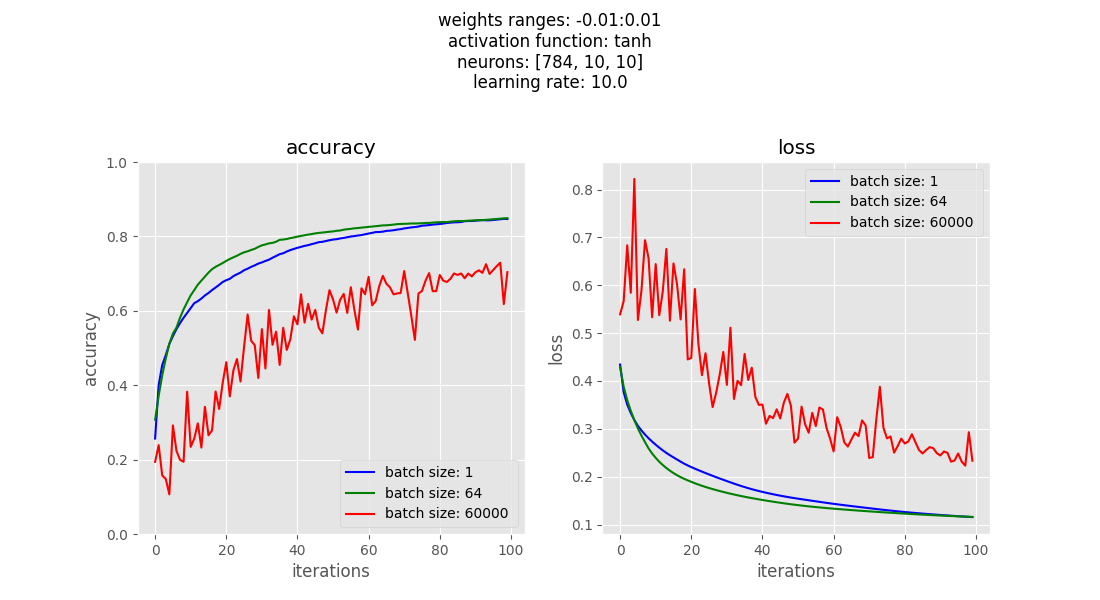 weights ranges: -0.01:0.01
activation function: tanh
neurons: [784, 10, 10]
learning rate: 10.0
accuracy
1.0
0.8
0.6
0.4
0.2
0.0
accuracy
batch size: 1
batch size: 64
batch size: 60000
0 20 40 60 80 100
iterations
loss
0.8
0.7
0.6
0.5
0.4
0.3
0.2
0.1
loss
batch size: 1
batch size: 64
batch size: 60000
0 20 40 60 80 100
iterations